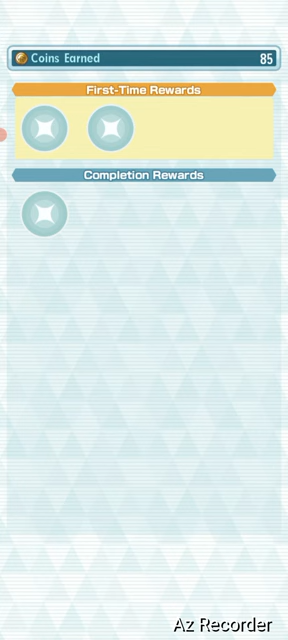 Coins Earned 85
First-Time Rewards
Completion Rewards
Az Recorder